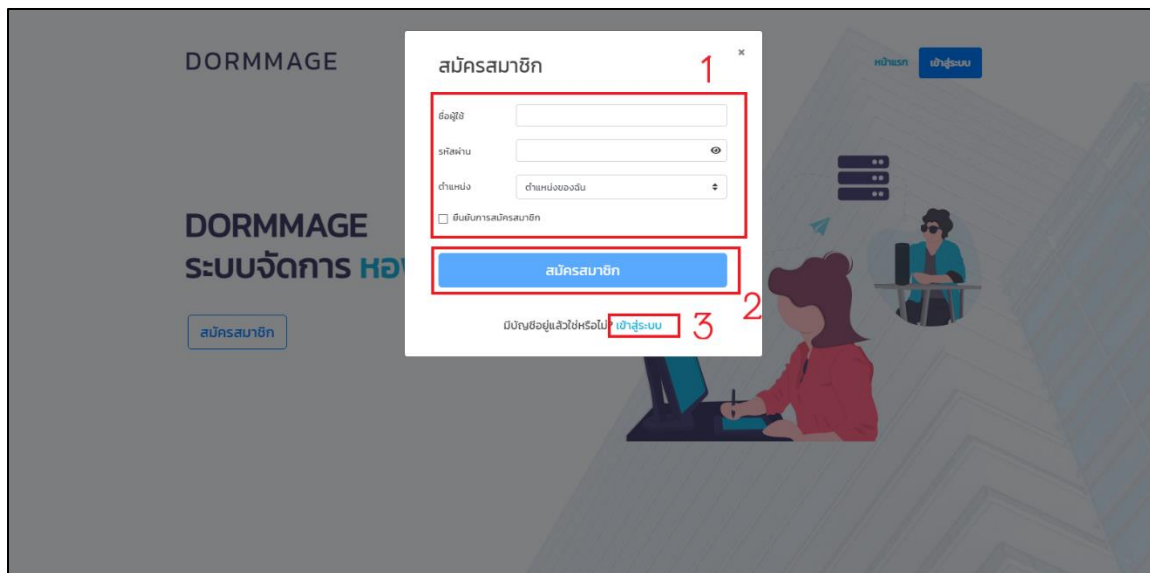 DORMMAGE
หน้าแรก
เข้าสู่ระบบ
สมัครสมาชิก
1
ชื่อผู้ใช้
รหัสผ่าน
ตำแหน่ง
ตำแหน่งของฉัน
ยืนยันการสมัครสมาชิก
สมัครสมาชิก
2
มีบัญชีอยู่แล้วใช่หรือไม่? เข้าสู่ระบบ
3
DORMMAGE
ระบบจัดการ
สมัครสมาชิก